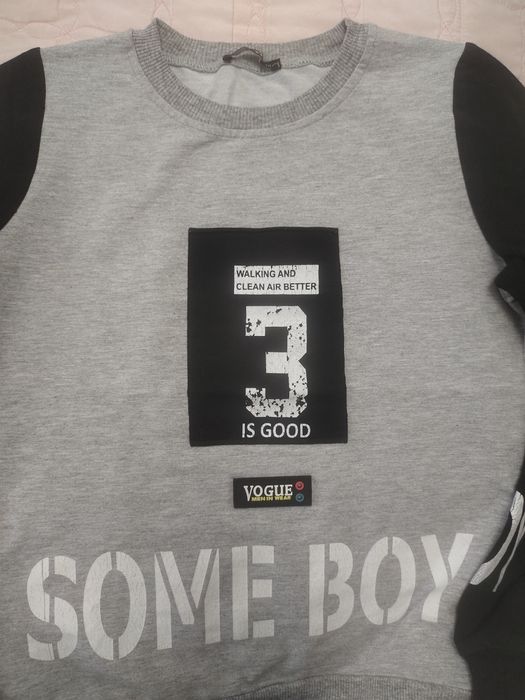 WALKING AND
CLEAN AIR BETTER
3
IS GOOD
VOGUE
MEN IN WEAR
SOME BOY